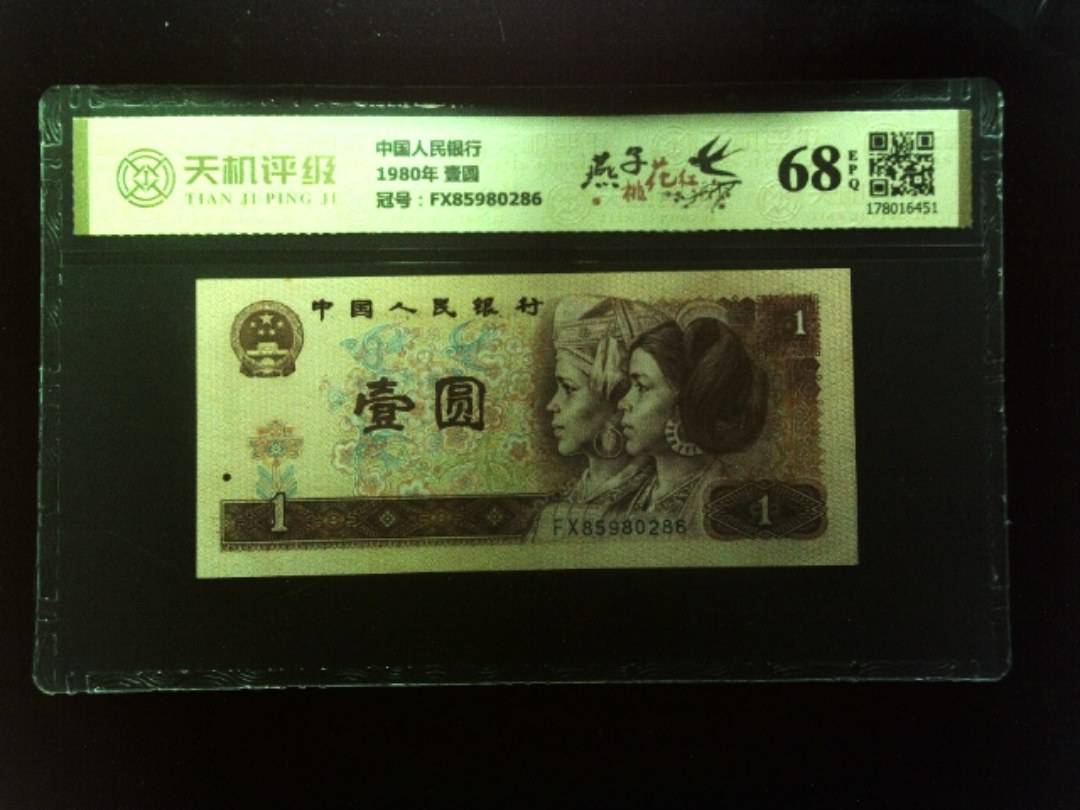 天机评级
TIAN JI PING JI
中国人民银行
1980年 壹圆
冠号：FX85980286
燕子
桃花红
68
EPQ
178016451
中国人民银行
1
壹圆
1
FX85980286
1